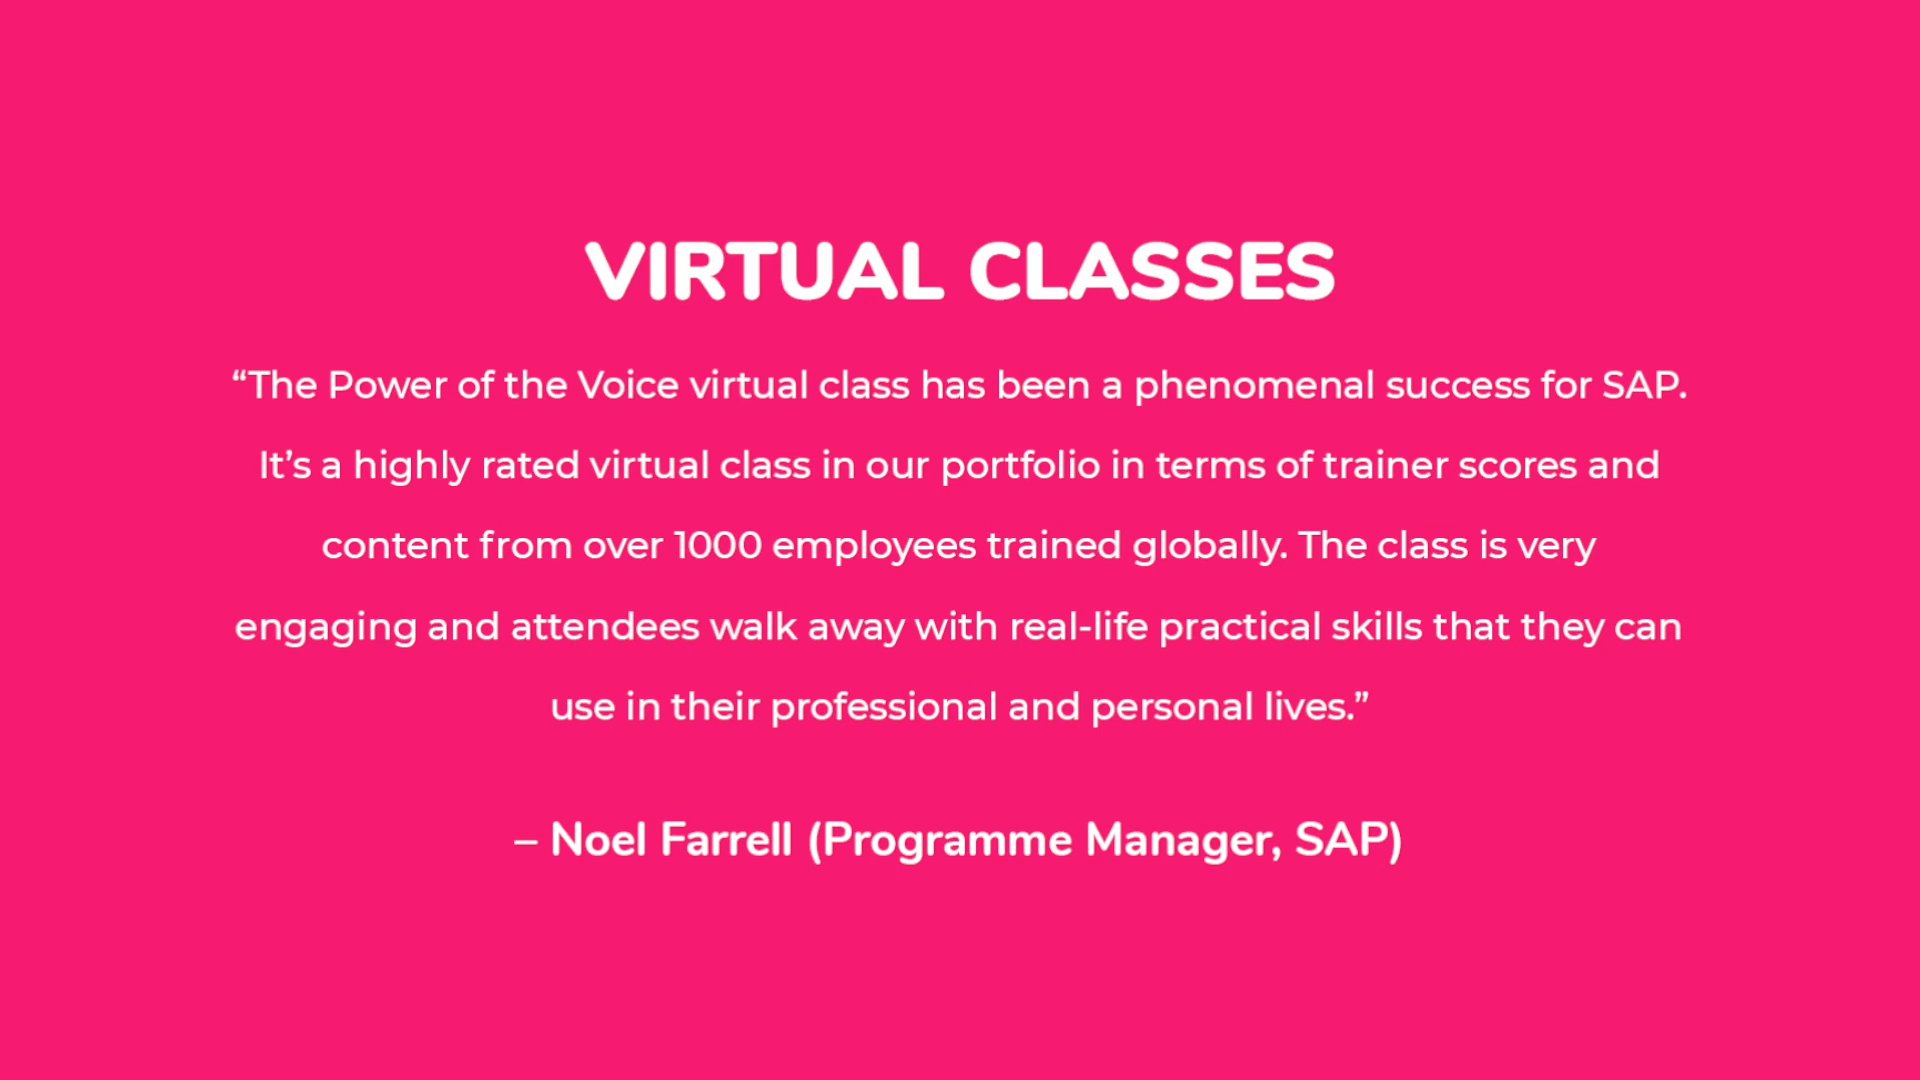 VIRTUAL CLASSES
“The Power of the Voice virtual class has been a phenomenal success for SAP.
It’s a highly rated virtual class in our portfolio in terms of trainer scores and
content from over 1000 employees trained globally. The class is very
engaging and attendees walk away with real-life practical skills that they can
use in their professional and personal lives.”
– Noel Farrell (Programme Manager, SAP)